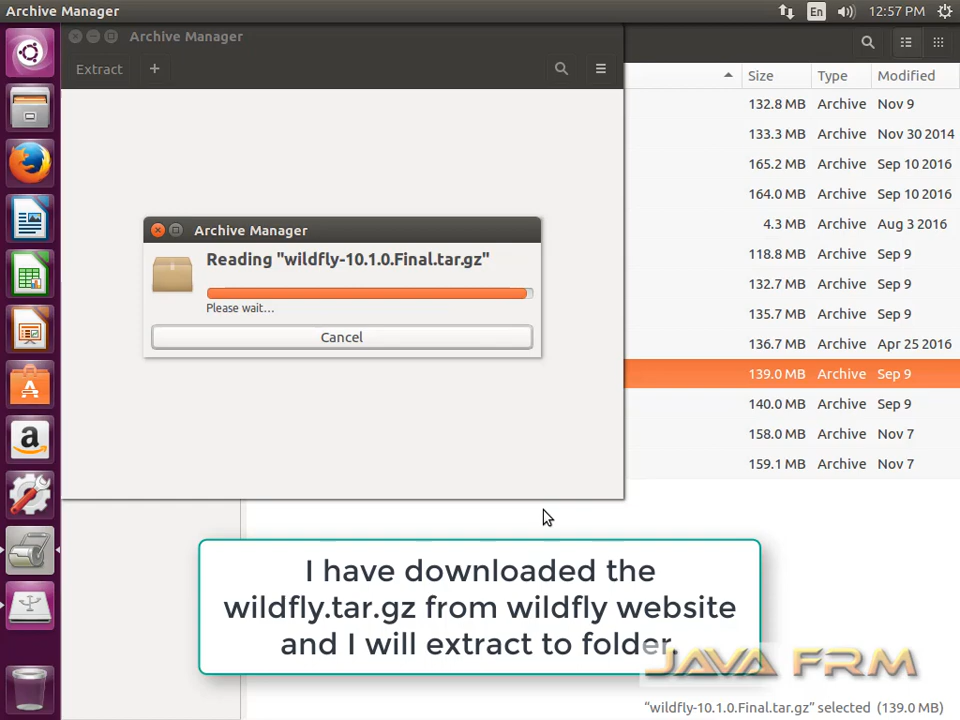 Archive Manager
En
12:57 PM
Archive Manager
Extract
Size
Type
Modified
132.8 MB Archive Nov 9
133.3 MB Archive Nov 30 2014
165.2 MB Archive Sep 10 2016
164.0 MB Archive Sep 10 2016
4.3 MB Archive Aug 3 2016
118.8 MB Archive Sep 9
132.7 MB Archive Sep 9
135.7 MB Archive Sep 9
136.7 MB Archive Apr 25 2016
139.0 MB Archive Sep 9
140.0 MB Archive Sep 9
158.0 MB Archive Nov 7
159.1 MB Archive Nov 7
Archive Manager
Reading "wildfly-10.1.0.Final.tar.gz"
Please wait...
Cancel
I have downloaded the
wildfly.tar.gz from wildfly website
and I will extract to folder.
JAVA FRM
"wildfly-10.1.0.Final.tar.gz" selected (139.0 MB)